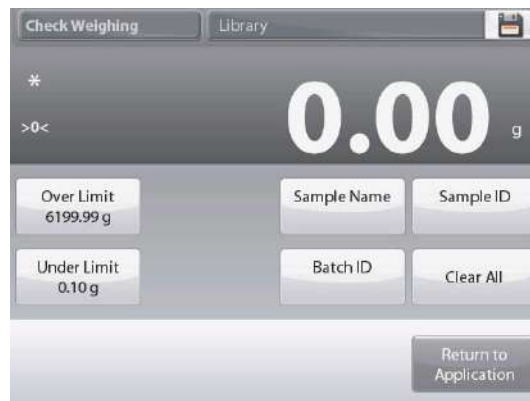 Check Weighing
Library
*
>0<
0.00 g
Over Limit
6199.99 g
Sample Name
Sample ID
Under Limit
0.10 g
Batch ID
Clear All
Return to
Application